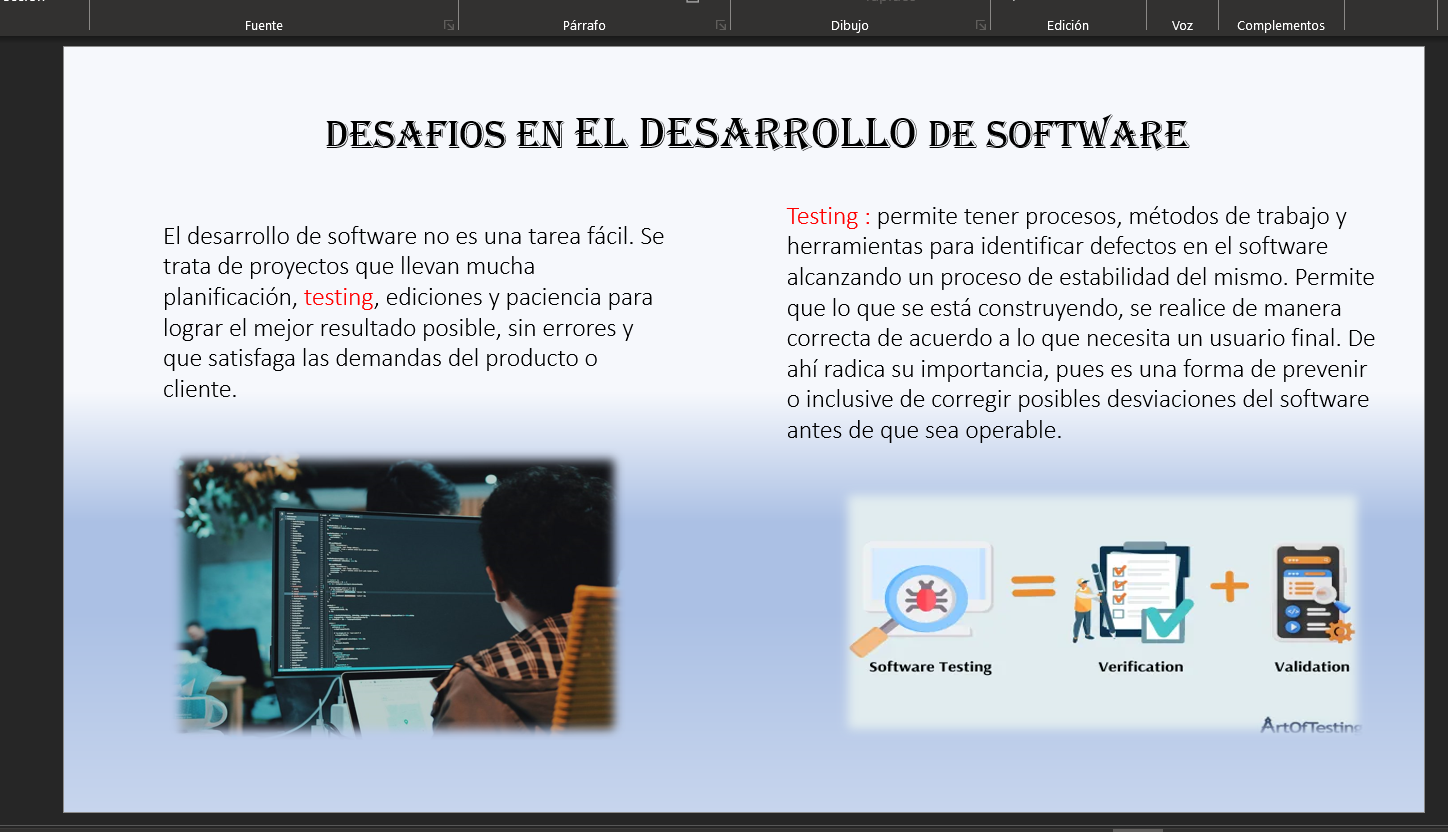 Fuente
Párrafo
Dibujo
Edición
Voz
Complementos
DESAFIOS EN EL DESARROLLO DE SOFTWARE
El desarrollo de software no es una tarea fácil. Se
trata de proyectos que llevan mucha
planificación, testing, ediciones y paciencia para
lograr el mejor resultado posible, sin errores y
que satisfaga las demandas del producto o
cliente.
Testing : permite tener procesos, métodos de trabajo y
herramientas para identificar defectos en el software
alcanzando un proceso de estabilidad del mismo. Permite
que lo que se está construyendo, se realice de manera
correcta de acuerdo a lo que necesita un usuario final. De
ahí radica su importancia, pues es una forma de prevenir
o inclusive de corregir posibles desviaciones del software
antes de que sea operable.
=
+
Software Testing
Verification
Validation
ArtOfTesting